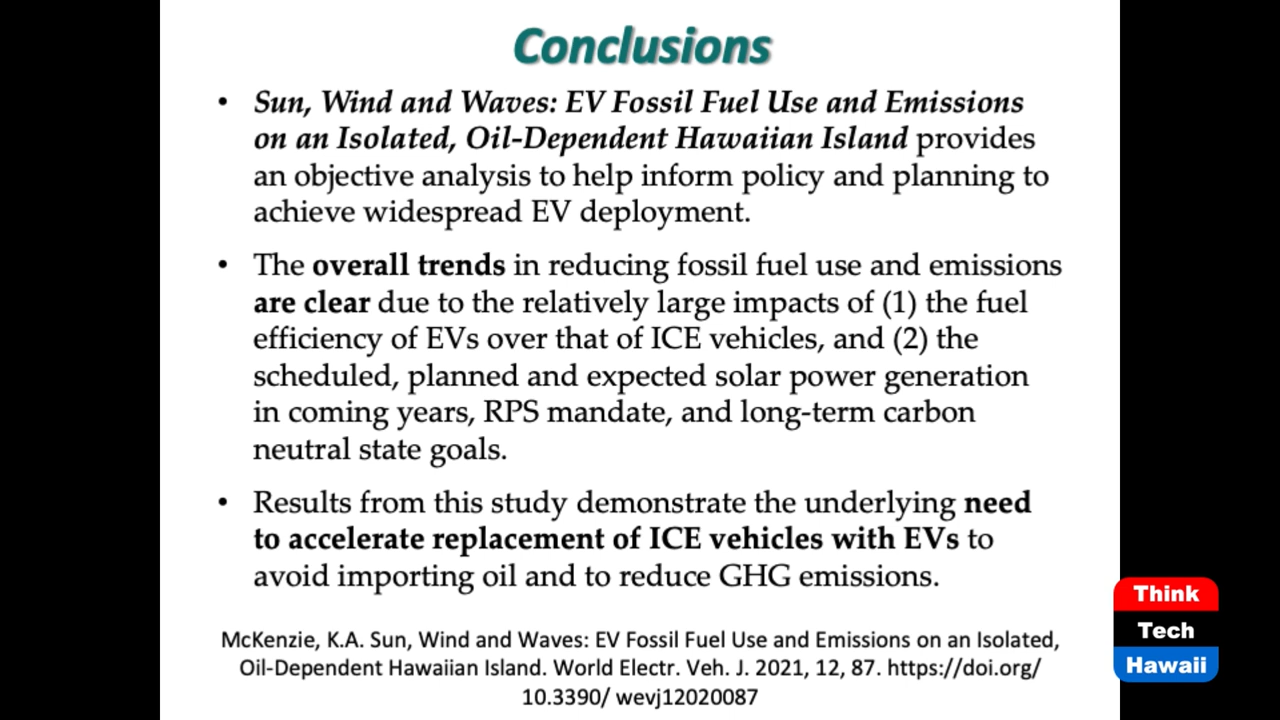 Conclusions
• Sun, Wind and Waves: EV Fossil Fuel Use and Emissions
on an Isolated, Oil-Dependent Hawaiian Island provides
an objective analysis to help inform policy and planning to
achieve widespread EV deployment.
• The overall trends in reducing fossil fuel use and emissions
are clear due to the relatively large impacts of (1) the fuel
efficiency of EVs over that of ICE vehicles, and (2) the
scheduled, planned and expected solar power generation
in coming years, RPS mandate, and long-term carbon
neutral state goals.
• Results from this study demonstrate the underlying need
to accelerate replacement of ICE vehicles with EVs to
avoid importing oil and to reduce GHG emissions.
McKenzie, K.A. Sun, Wind and Waves: EV Fossil Fuel Use and Emissions on an Isolated,
Oil-Dependent Hawaiian Island. World Electr. Veh. J. 2021, 12, 87. https://doi.org/
10.3390/ wevj12020087
Think
Tech
Hawaii